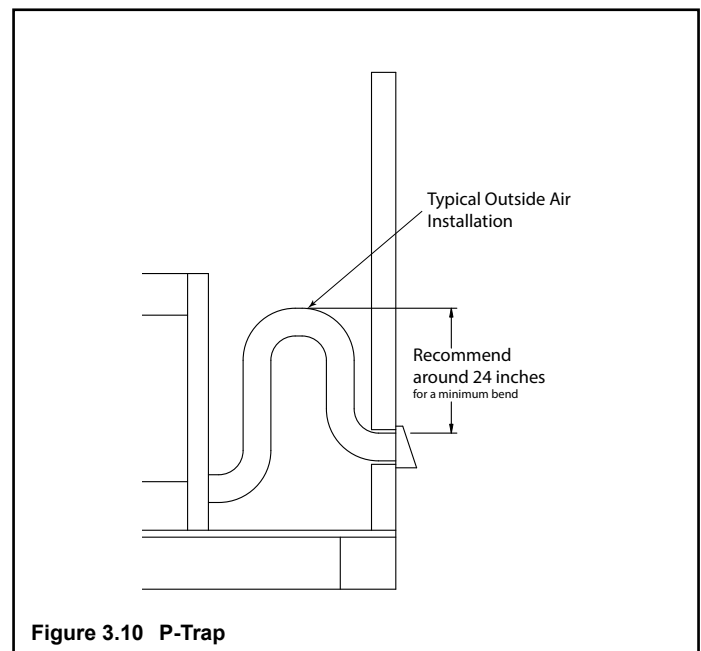 Typical Outside Air
Installation
Recommend
around 24 inches
for a minimum bend
Figure 3.10 P-Trap